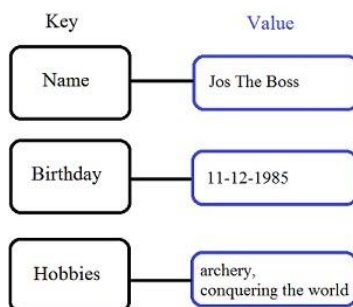 Key Value
Name Jos The Boss
Birthday 11-12-1985
Hobbies archery,
conquering the world